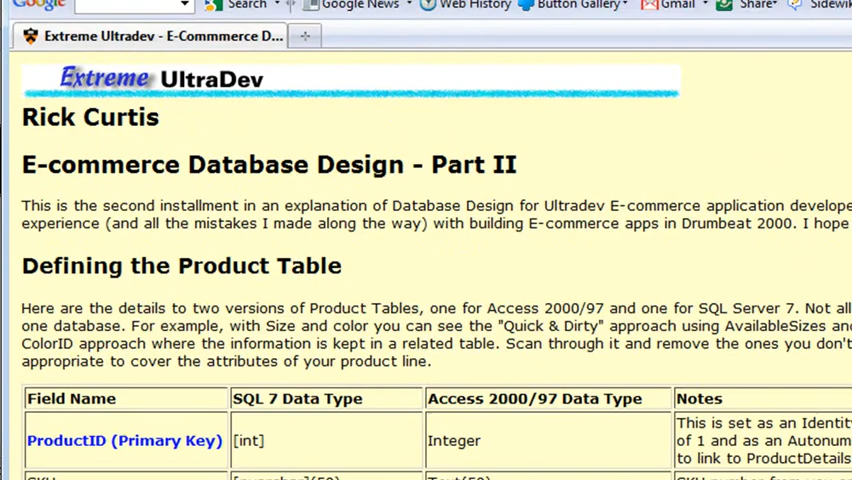 Google Search Google News Web History Button Gallery Gmail Share Sidewik
Extreme Ultradev - E-Commmerce D...
Extreme UltraDev
Rick Curtis
E-commerce Database Design - Part II
This is the second installment in an explanation of Database Design for Ultradev E-commerce application develope
experience (and all the mistakes I made along the way) with building E-commerce apps in Drumbeat 2000. I hope
Defining the Product Table
Here are the details to two versions of Product Tables, one for Access 2000/97 and one for SQL Server 7. Not all
one database. For example, with Size and color you can see the "Quick & Dirty" approach using AvailableSizes and
ColorID approach where the information is kept in a related table. Scan through it and remove the ones you don't
appropriate to cover the attributes of your product line.
Field Name SQL 7 Data Type Access 2000/97 Data Type Notes
ProductID (Primary Key) [int] Integer This is set as an Identity
of 1 and as an Autonum
to link to ProductDetails